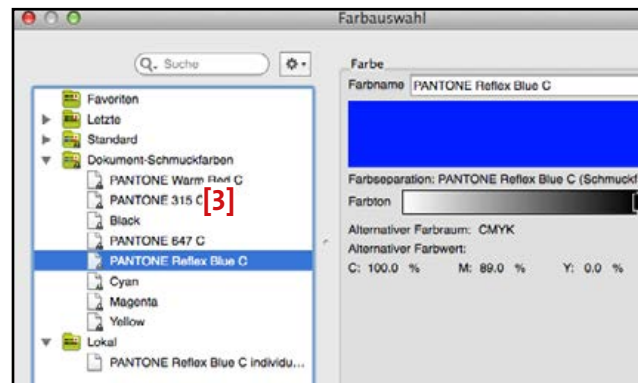 Farbauswahl
Suche
Favoriten
Letzte
Standard
Dokument-Schmuckfarben
PANTONE Warm Red C
PANTONE 315 C
[3]
Black
PANTONE 647 C
PANTONE Reflex Blue C
Cyan
Magenta
Yellow
Lokal
PANTONE Reflex Blue C individu...
Farbe
Farbname PANTONE Reflex Blue C
Farbseparation: PANTONE Reflex Blue C (Schmuckf
Farbton
Alternativer Farbraum: CMYK
Alternativer Farbwert:
C: 100.0 % M: 89.0 % Y: 0.0 %